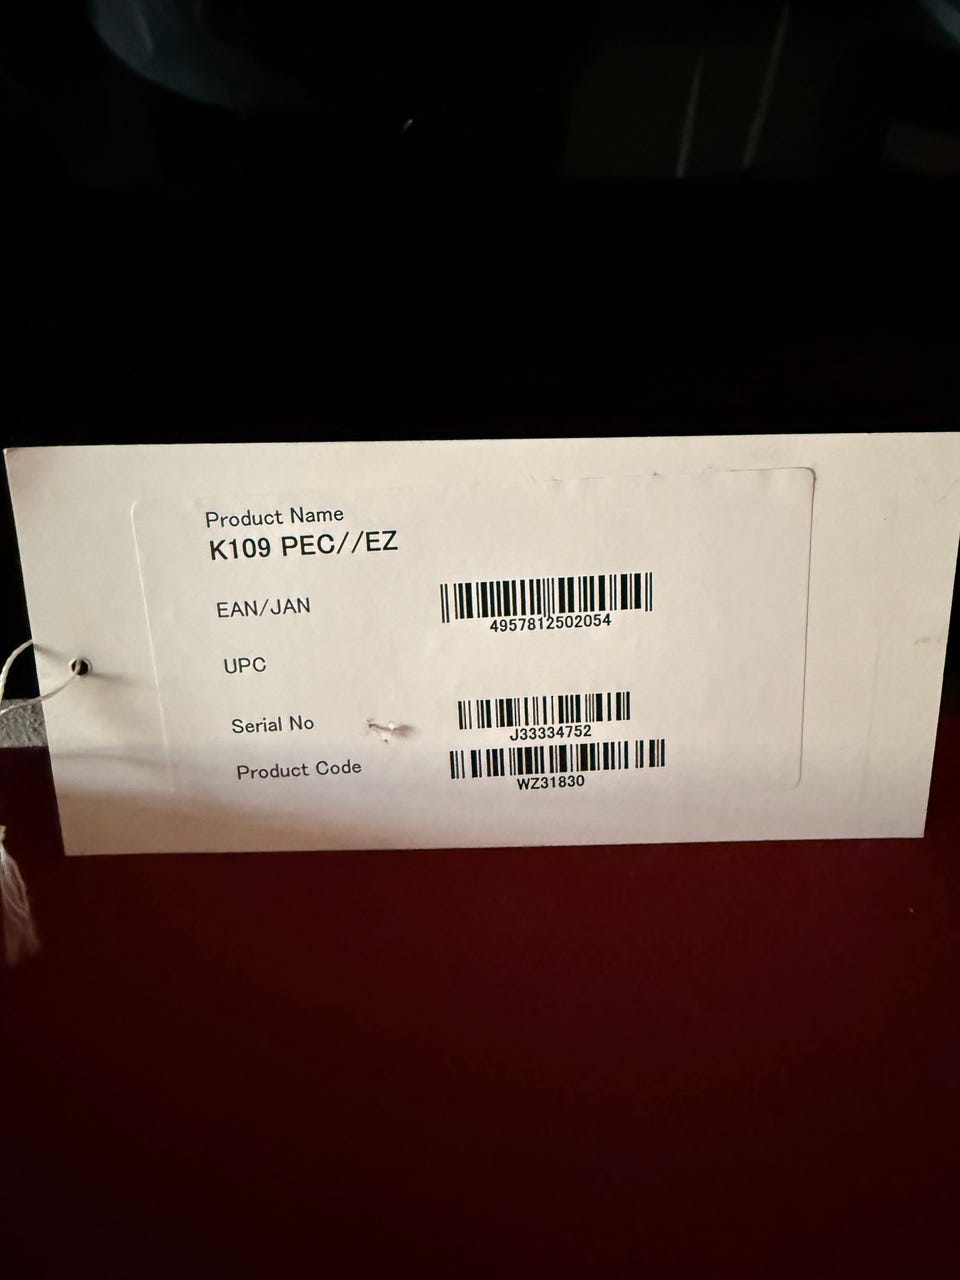 Product Name
K109 PEC//EZ
EAN/JAN
4957812502054
UPC
Serial No
J33334752
Product Code
WZ31830